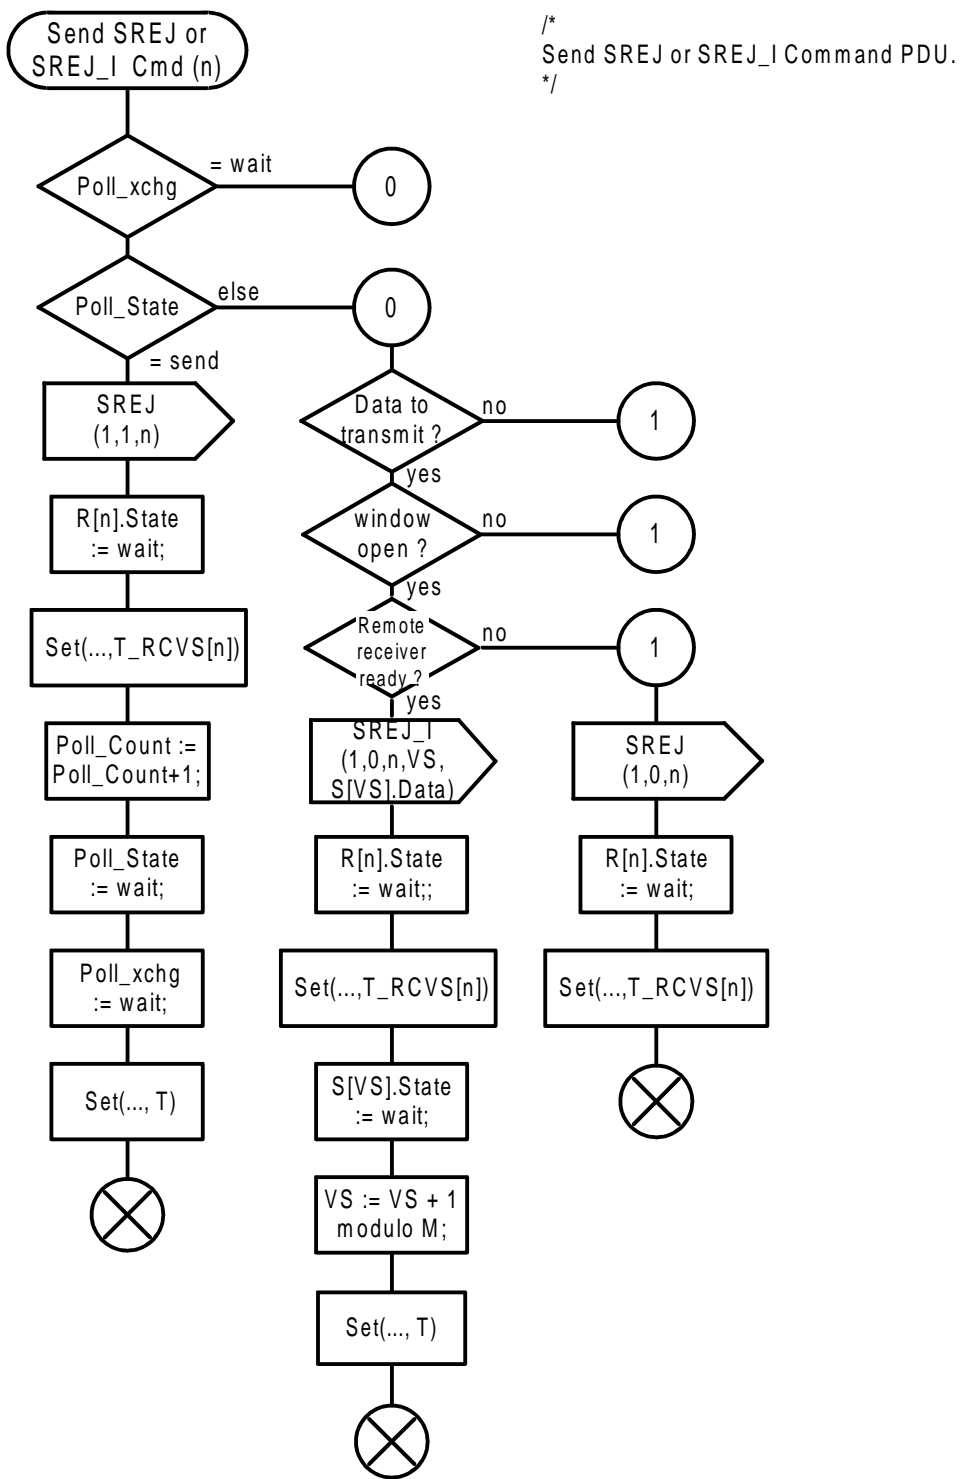 Send SREJ or
SREJ_I Cmd (n)
/*
Send SREJ or SREJ_I Command PDU.
*/
Poll_xchg
= wait
0
Poll_State
else
0
= send
SREJ
(1,1,n)
R[n].State
:= wait;
Set(...,T_RCVS[n])
Poll_Count :=
Poll_Count+1;
Poll_State
:= wait;
Poll_xchg
:= wait;
Set(..., T)
Data to
transmit ?
no
1
yes
window
open ?
no
1
yes
Remote
receiver
ready ?
no
1
yes
SREJ_I
(1,0,n,VS,
S[VS].Data)
R[n].State
:= wait;;
Set(...,T_RCVS[n])
S[VS].State
:= wait;
VS := VS + 1
modulo M;
Set(..., T)
SREJ
(1,0,n)
R[n].State
:= wait;
Set(...,T_RCVS[n])